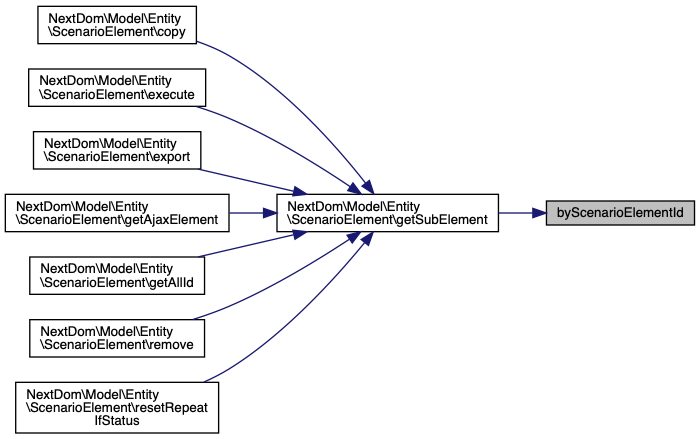 NextDom\Model\Entity
\ScenarioElement\copy
NextDom\Model\Entity
\ScenarioElement\execute
NextDom\Model\Entity
\ScenarioElement\export
NextDom\Model\Entity
\ScenarioElement\getAjaxElement
NextDom\Model\Entity
\ScenarioElement\getSubElement
byScenarioElementId
NextDom\Model\Entity
\ScenarioElement\getAllId
NextDom\Model\Entity
\ScenarioElement\remove
NextDom\Model\Entity
\ScenarioElement\resetRepeat
IfStatus